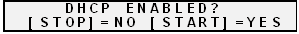 DHCP ENABLED?
[STOP]=NO [START]=YES